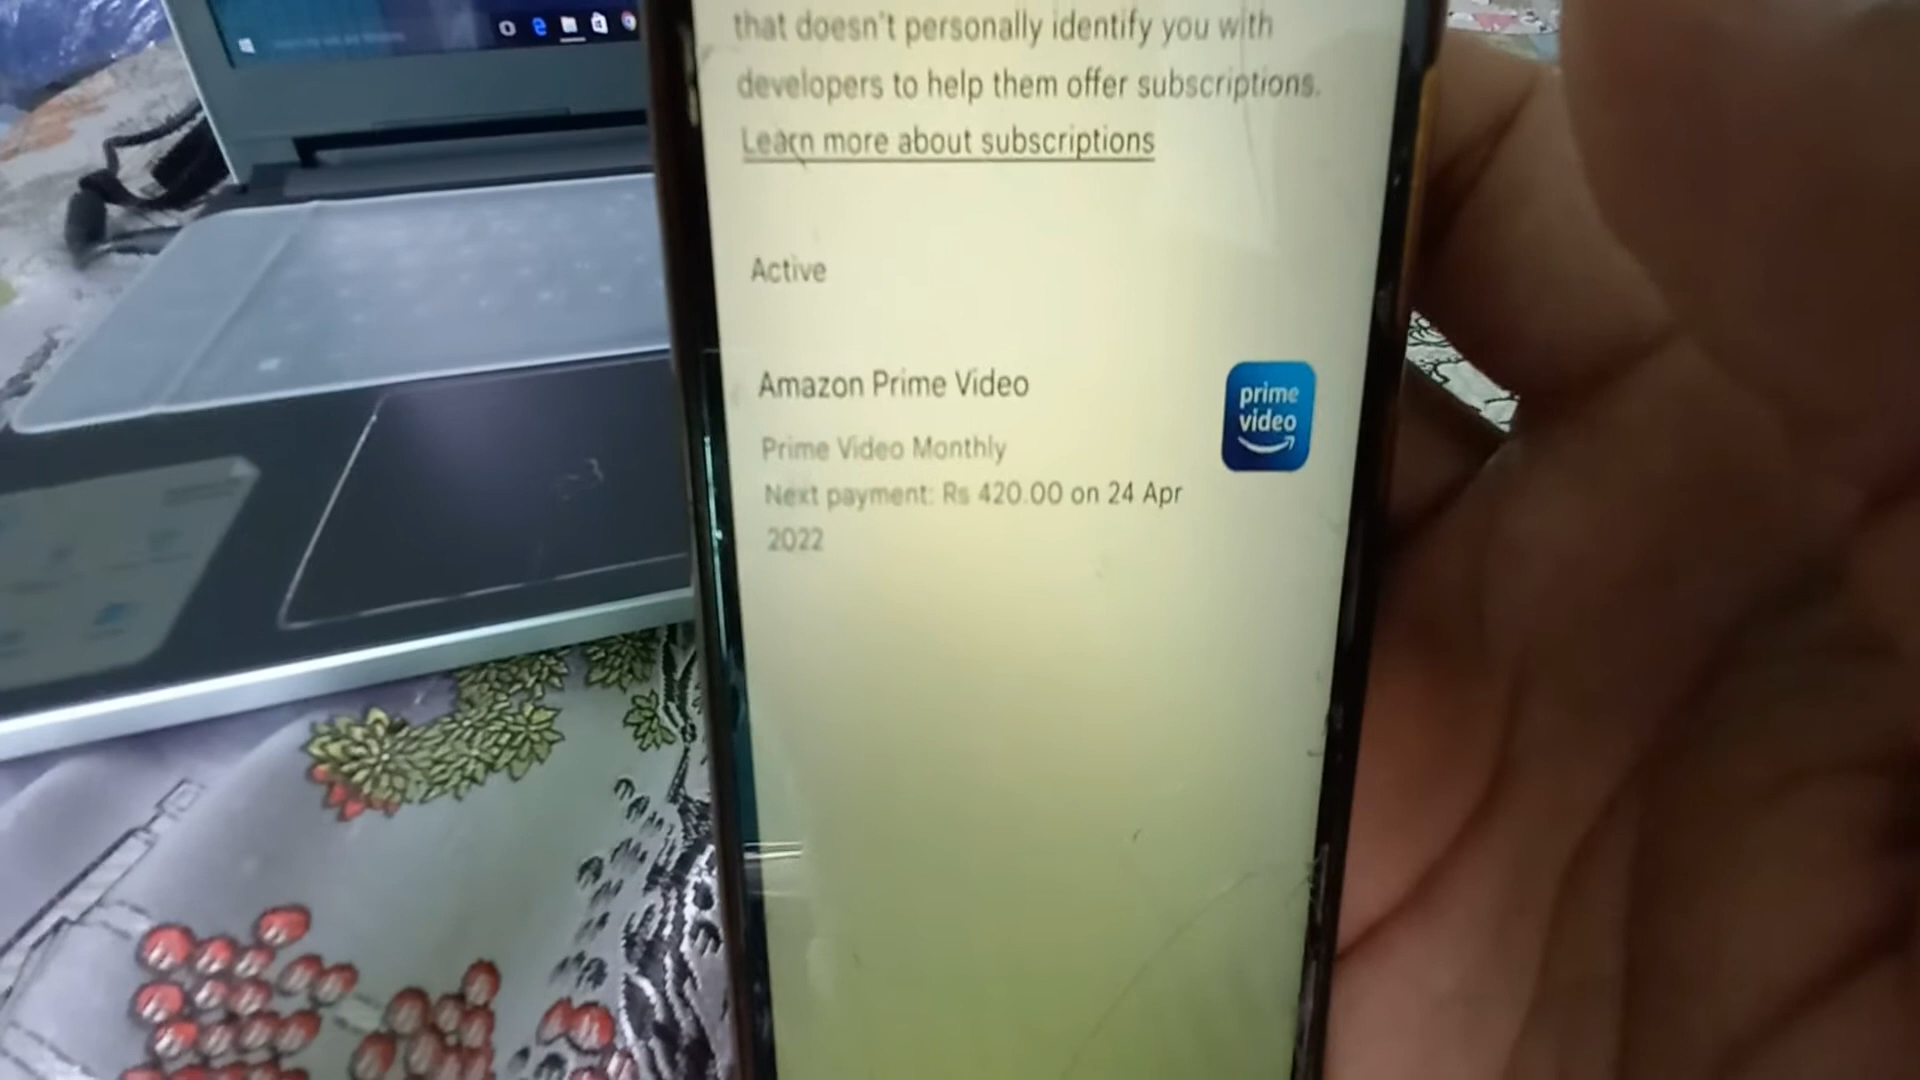 that doesn't personally identify you with
developers to help them offer subscriptions.
Learn more about subscriptions
Active
Amazon Prime Video
prime
video
Prime Video Monthly
Next payment: Rs 420.00 on 24 Apr
2022